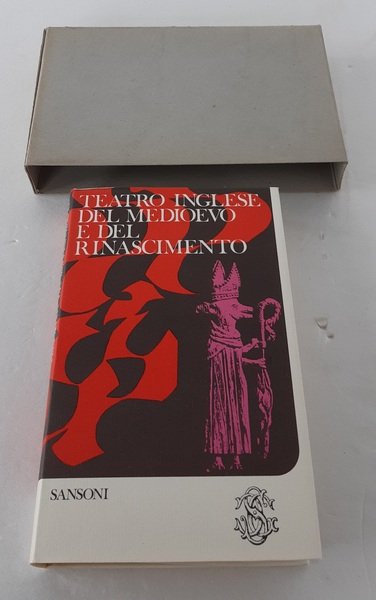 TEATRO INGLESE
DEL MEDIOEVO
E DEL
RINASCIMENTO
SANSONI